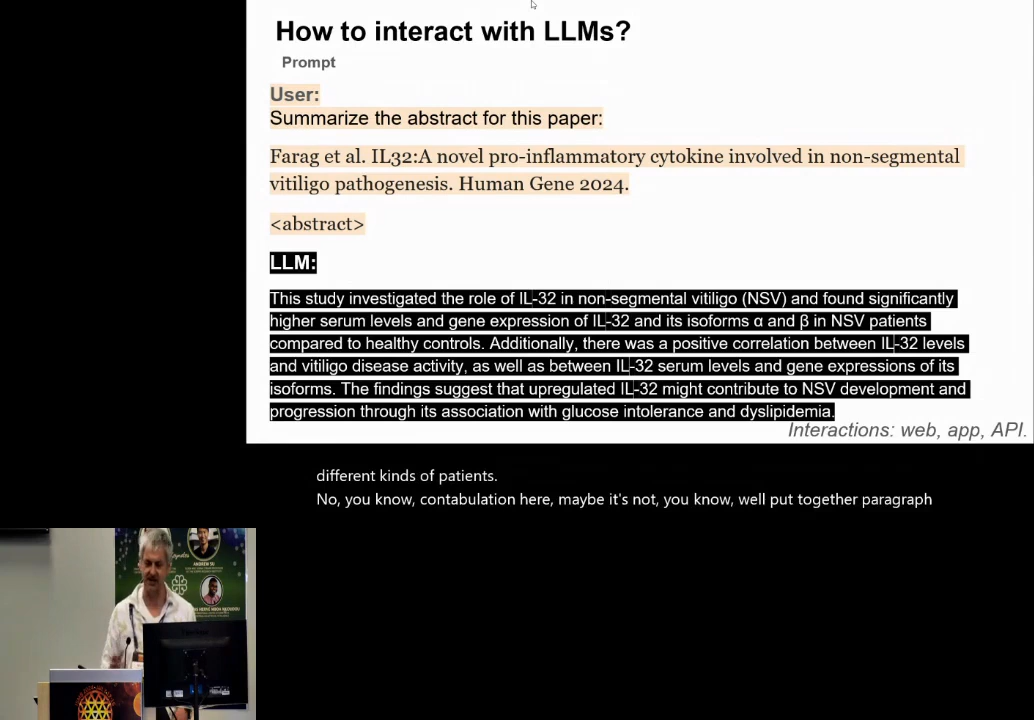 How to interact with LLMs?
Prompt
User:
Summarize the abstract for this paper:
Farag et al. IL32:A novel pro-inflammatory cytokine involved in non-segmental
vitiligo pathogenesis. Human Gene 2024.
<abstract>
LLM:
This study investigated the role of IL-32 in non-segmental vitiligo (NSV) and found significantly
higher serum levels and gene expression of IL-32 and its isoforms α and β in NSV patients
compared to healthy controls. Additionally, there was a positive correlation between IL-32 levels
and vitiligo disease activity, as well as between IL-32 serum levels and gene expressions of its
isoforms. The findings suggest that upregulated IL-32 might contribute to NSV development and
progression through its association with glucose intolerance and dyslipidemia.
Interactions: web, app, API.
different kinds of patients.
No, you know, contabulation here, maybe it's not, you know, well put together paragraph
ANDREW SU